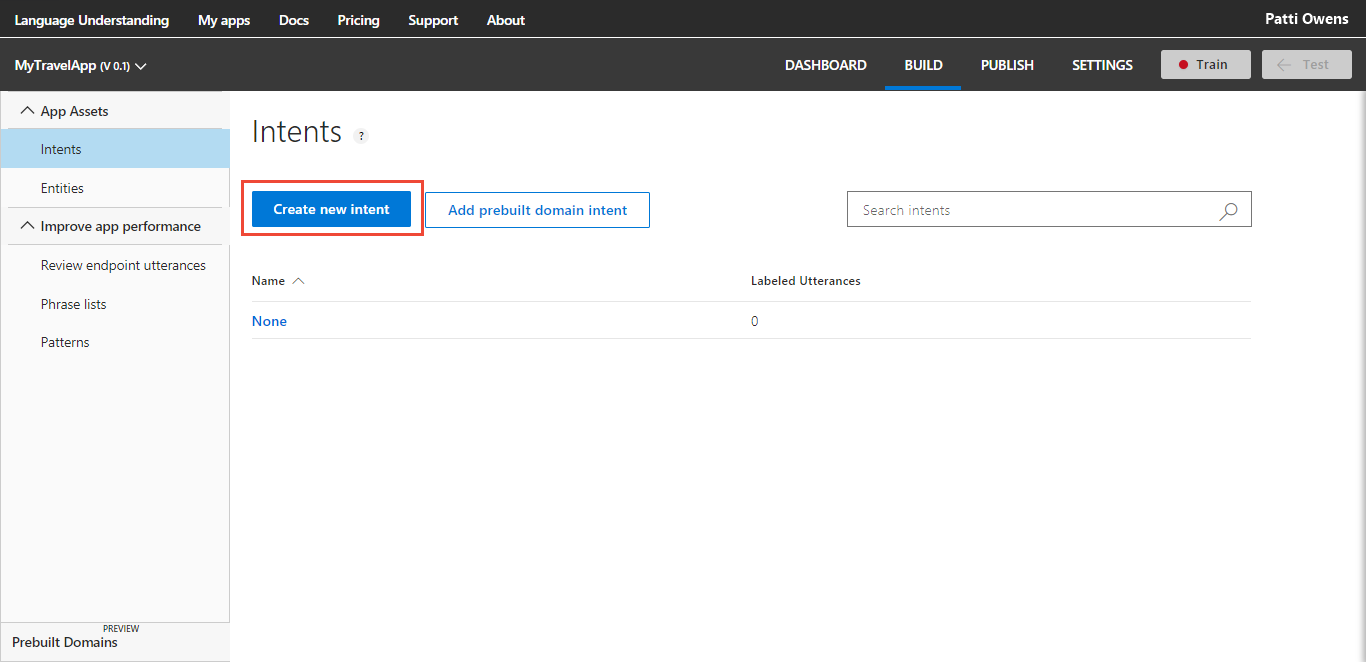 Language Understanding My apps Docs Pricing Support About Patti Owens
MyTravelApp (V 0.1) DASHBOARD BUILD PUBLISH SETTINGS Train Test
App Assets
Intents
Entities
Improve app performance
Review endpoint utterances
Phrase lists
Patterns
PREVIEW
Prebuilt Domains
Intents ?
Create new intent Add prebuilt domain intent Search intents
Name Labeled Utterances
None 0